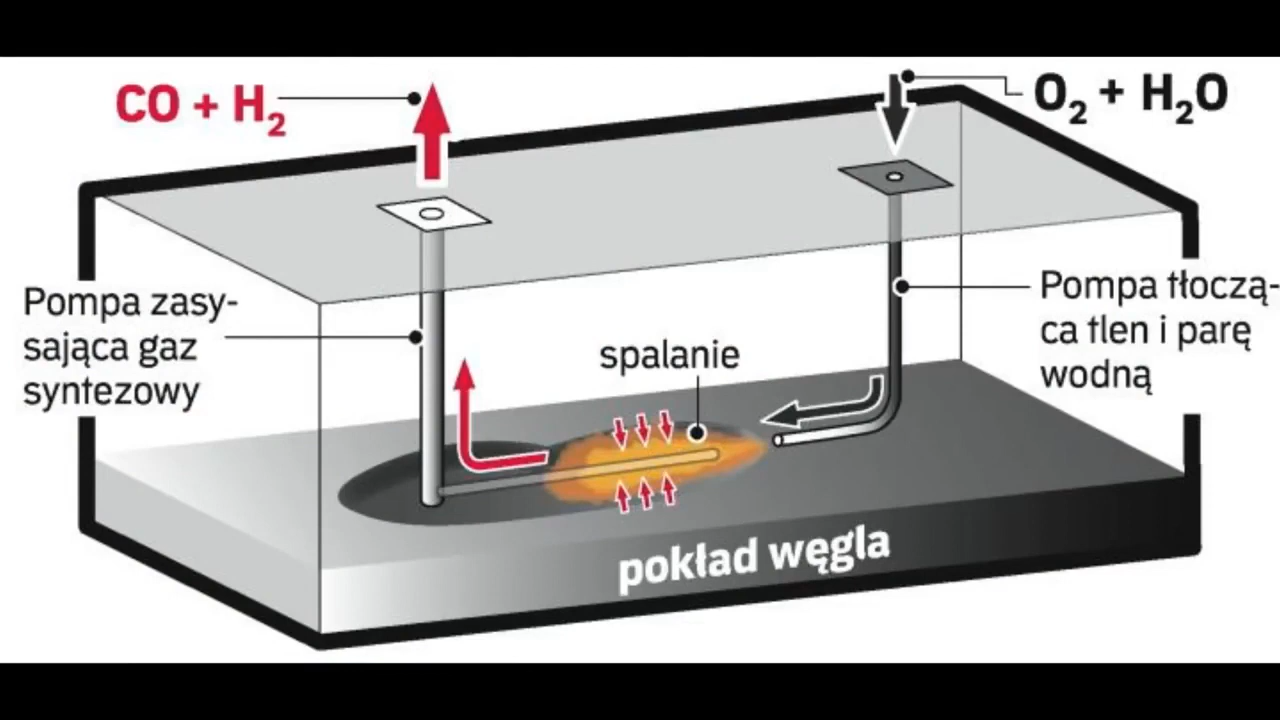 CO + H₂
O₂ + H₂O
Pompa zasy-
sająca gaz
syntezowy
spalanie
Pompa tłoczą-
ca tlen i parę
wodną
pokład węgla